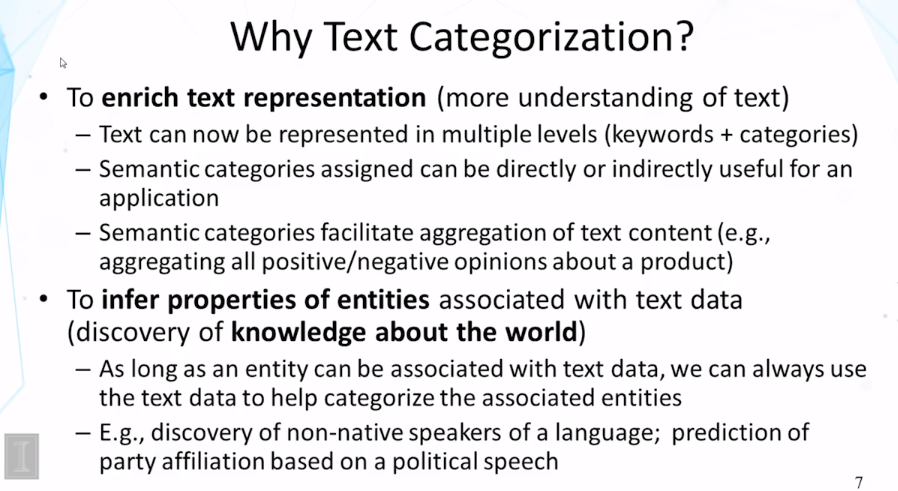 Why Text Categorization?
• To enrich text representation (more understanding of text)
– Text can now be represented in multiple levels (keywords + categories)
– Semantic categories assigned can be directly or indirectly useful for an
application
– Semantic categories facilitate aggregation of text content (e.g.,
aggregating all positive/negative opinions about a product)
• To infer properties of entities associated with text data
(discovery of knowledge about the world)
– As long as an entity can be associated with text data, we can always use
the text data to help categorize the associated entities
– E.g., discovery of non-native speakers of a language; prediction of
party affiliation based on a political speech
I
7